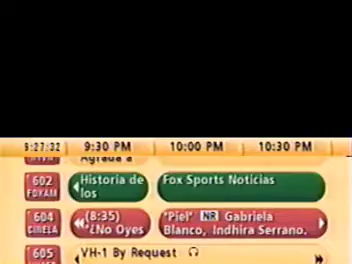 9:27:32 9:30 PM 10:00 PM 10:30 PM
Agrada a
602 Historia de Fox Sports Noticias
FOXAM los
604 (8:35) "Piel" NR Gabriela
CINELA "¿No Oyes Blanco, Indhira Serrano.
605 VH-1 By Request